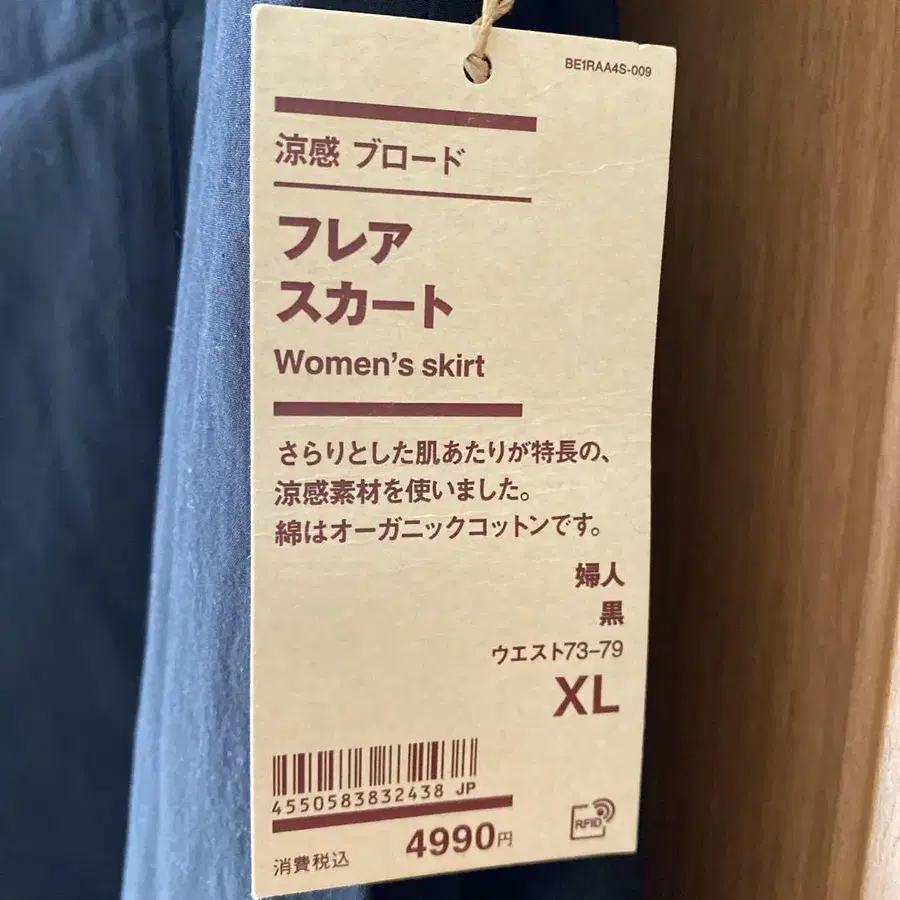 BE1RAA4S-009
涼感 ブロード
フレア
スカート
Women's skirt
さらりとした肌あたりが特長の、
涼感素材を使いました。
綿はオーガニックコットンです。
婦人
黒
ウエスト73-79
XL
4550583832438 JP
消費税込 4990円
RFID